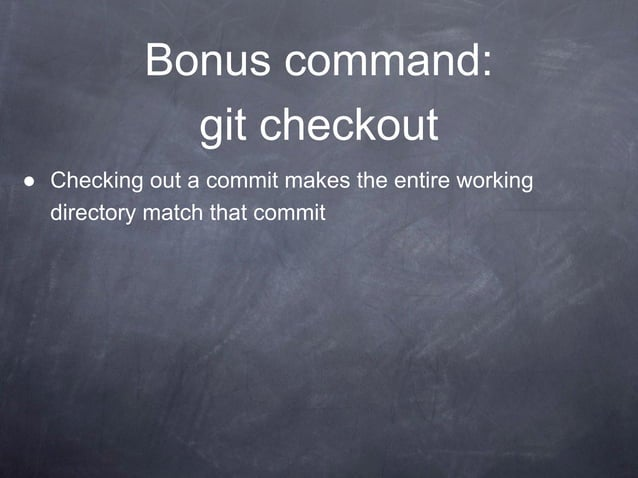 Bonus command:
git checkout
● Checking out a commit makes the entire working
directory match that commit